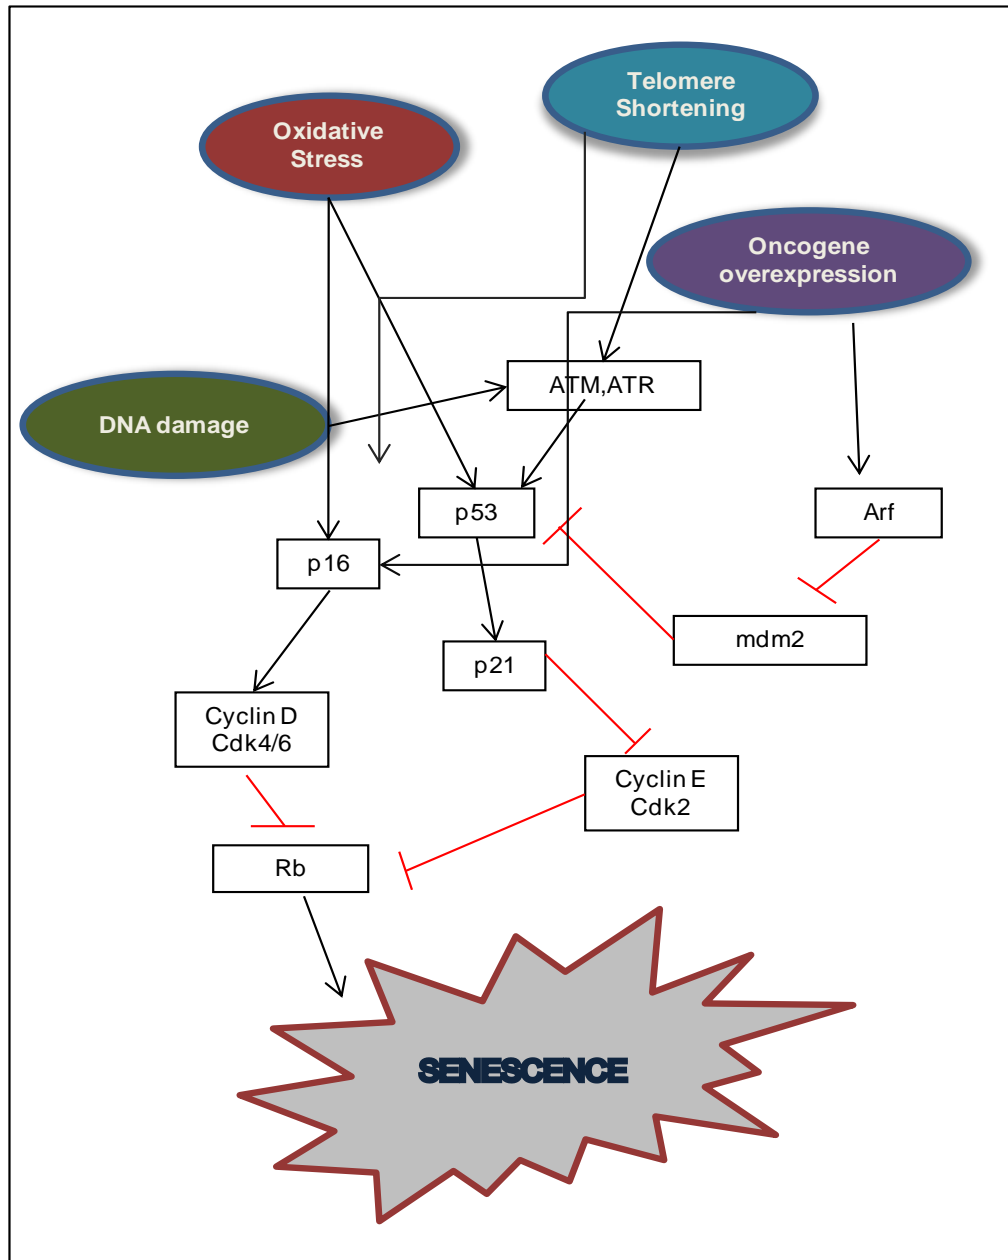 Telomere
Shortening
Oxidative
Stress
Oncogene
overexpression
ATM,ATR
DNA damage
p53
Arf
p16
mdm2
p21
Cyclin D
Cdk4/6
Cyclin E
Cdk2
Rb
SENESCENCE